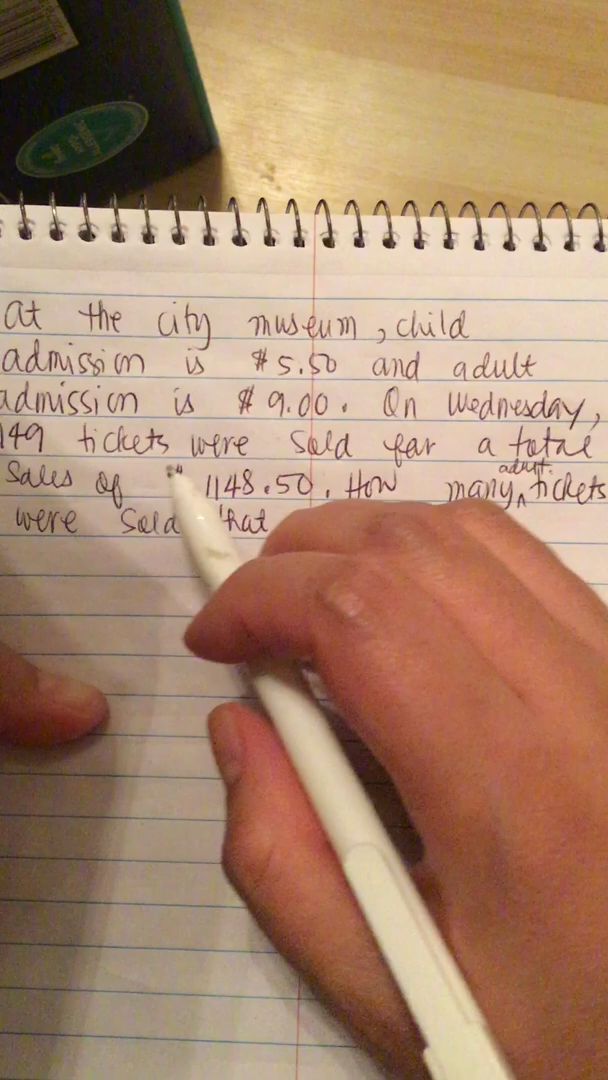 at the city museum, child
admission is $5.50 and adult
admission is $9.00. On Wednesday,
149 tickets were sold for a total
adult
Sales of $1148.50. How many^ tickets
were sold that